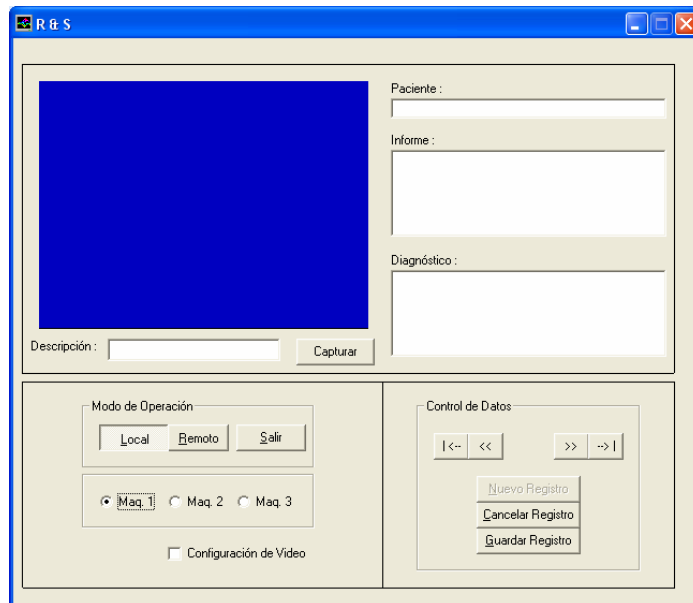 R & S
Paciente :
Informe :
Diagnóstico :
Descripción :
Capturar
Modo de Operación
Local Remoto Salir
Maq. 1 Maq. 2 Maq. 3
Configuración de Video
Control de Datos
|<-- << >> -->|
Nuevo Registro
Cancelar Registro
Guardar Registro